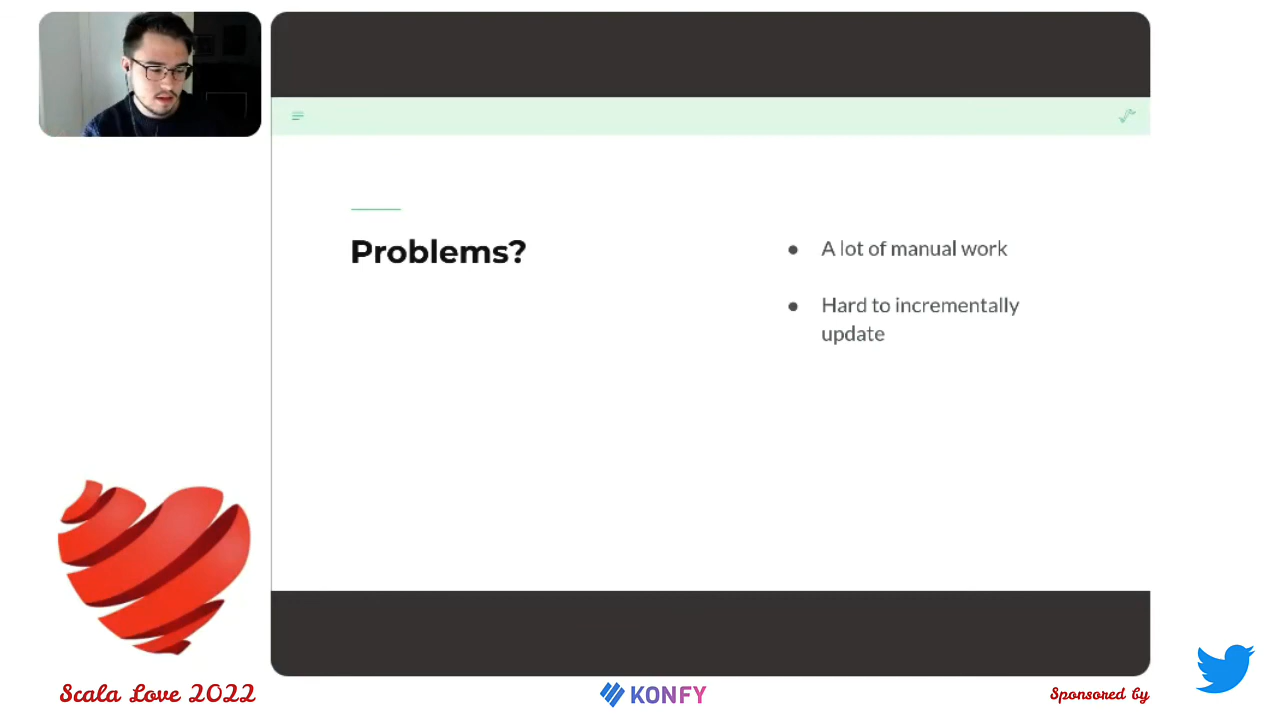 Problems?
● A lot of manual work
● Hard to incrementally
update
Scala Love 2022
KONFY
Sponsored by